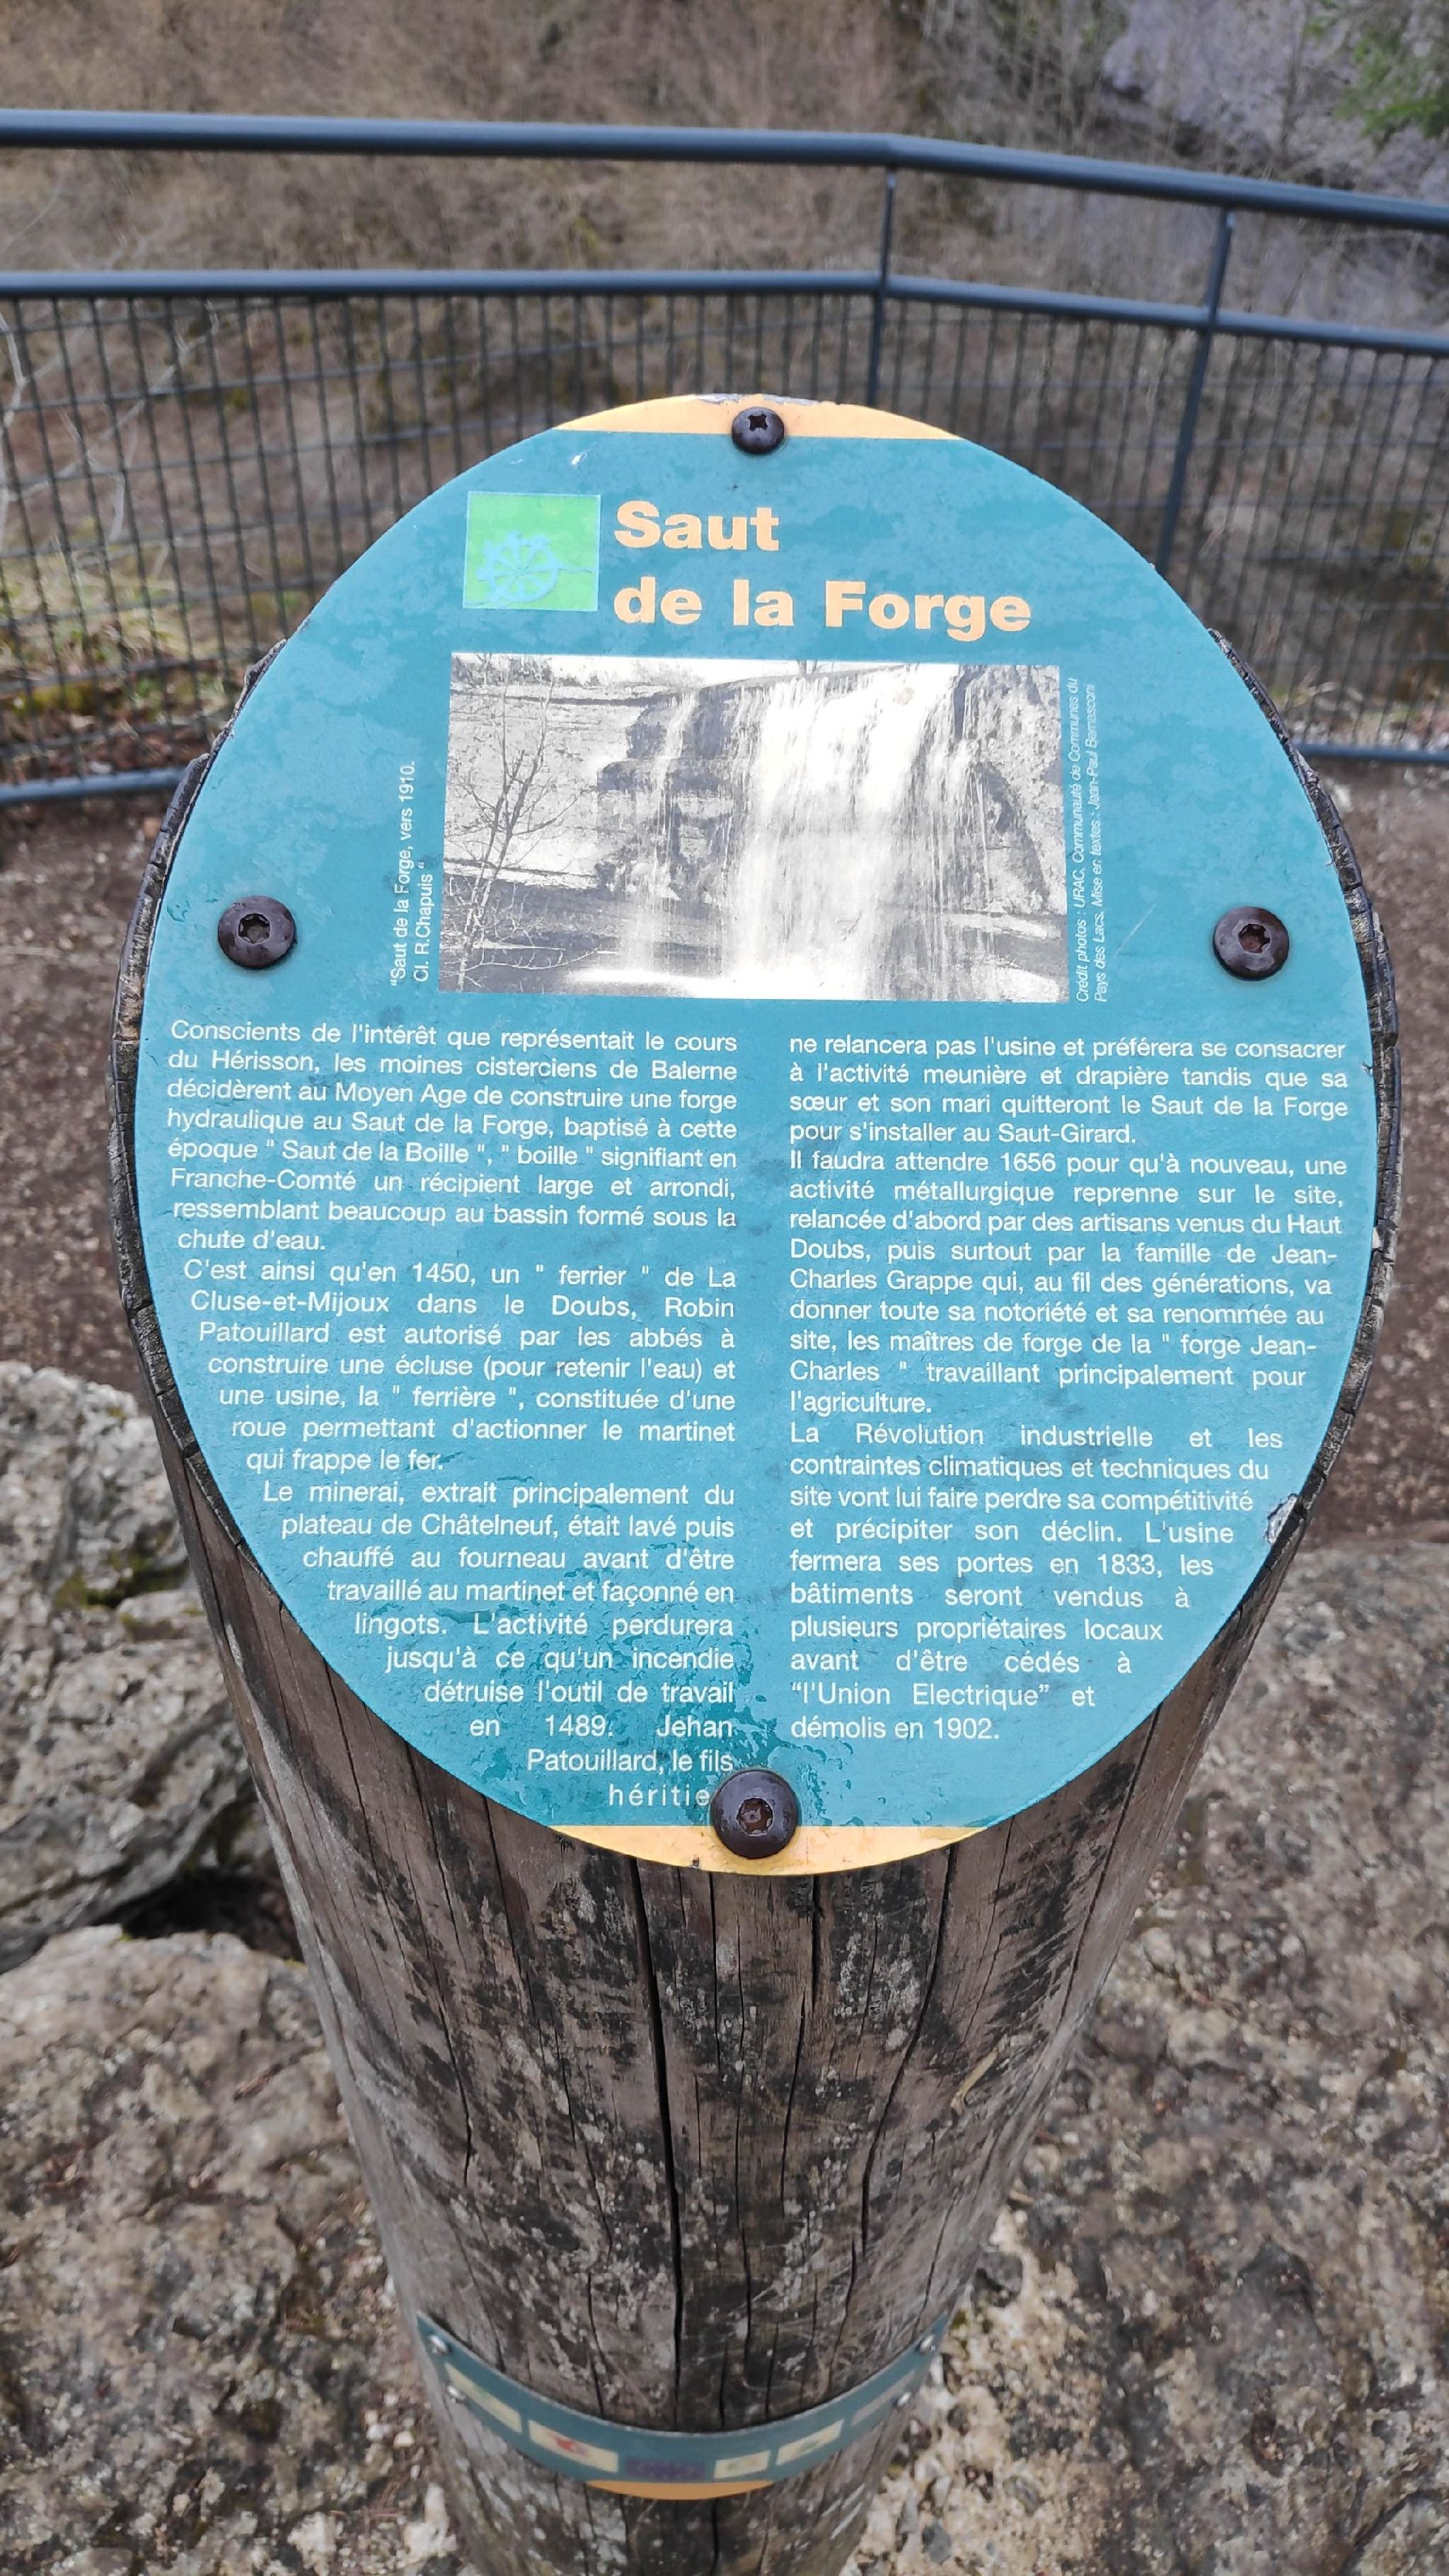 Saut
de la Forge
"Saut de la Forge, vers 1910.
Cl. R.Chapuis "
Crédit photos : URAC, Communauté de Communes du
Pays des Lacs. Mise en textes : Jean-Paul Bernasconi
Conscients de l'intérêt que représentait le cours
du Hérisson, les moines cisterciens de Balerne
décidèrent au Moyen Age de construire une forge
hydraulique au Saut de la Forge, baptisé à cette
époque " Saut de la Boille ", " boille " signifiant en
Franche-Comté un récipient large et arrondi,
ressemblant beaucoup au bassin formé sous la
chute d'eau.
C'est ainsi qu'en 1450, un " ferrier " de La
Cluse-et-Mijoux dans le Doubs, Robin
Patouillard est autorisé par les abbés à
construire une écluse (pour retenir l'eau) et
une usine, la " ferrière ", constituée d'une
roue permettant d'actionner le martinet
qui frappe le fer.
Le minerai, extrait principalement du
plateau de Châtelneuf, était lavé puis
chauffé au fourneau avant d'être
travaillé au martinet et façonné en
lingots. L'activité perdurera
jusqu'à ce qu'un incendie
détruise l'outil de travail
en 1489. Jehan
Patouillard, le fils
héritie
ne relancera pas l'usine et préférera se consacrer
à l'activité meunière et drapière tandis que sa
sœur et son mari quitteront le Saut de la Forge
pour s'installer au Saut-Girard.
Il faudra attendre 1656 pour qu'à nouveau, une
activité métallurgique reprenne sur le site,
relancée d'abord par des artisans venus du Haut
Doubs, puis surtout par la famille de Jean-
Charles Grappe qui, au fil des générations, va
donner toute sa notoriété et sa renommée au
site, les maîtres de forge de la " forge Jean-
Charles " travaillant principalement pour
l'agriculture.
La Révolution industrielle et les
contraintes climatiques et techniques du
site vont lui faire perdre sa compétitivité
et précipiter son déclin. L'usine
fermera ses portes en 1833, les
bâtiments seront vendus à
plusieurs propriétaires locaux
avant d'être cédés à
“l'Union Electrique” et
démolis en 1902.